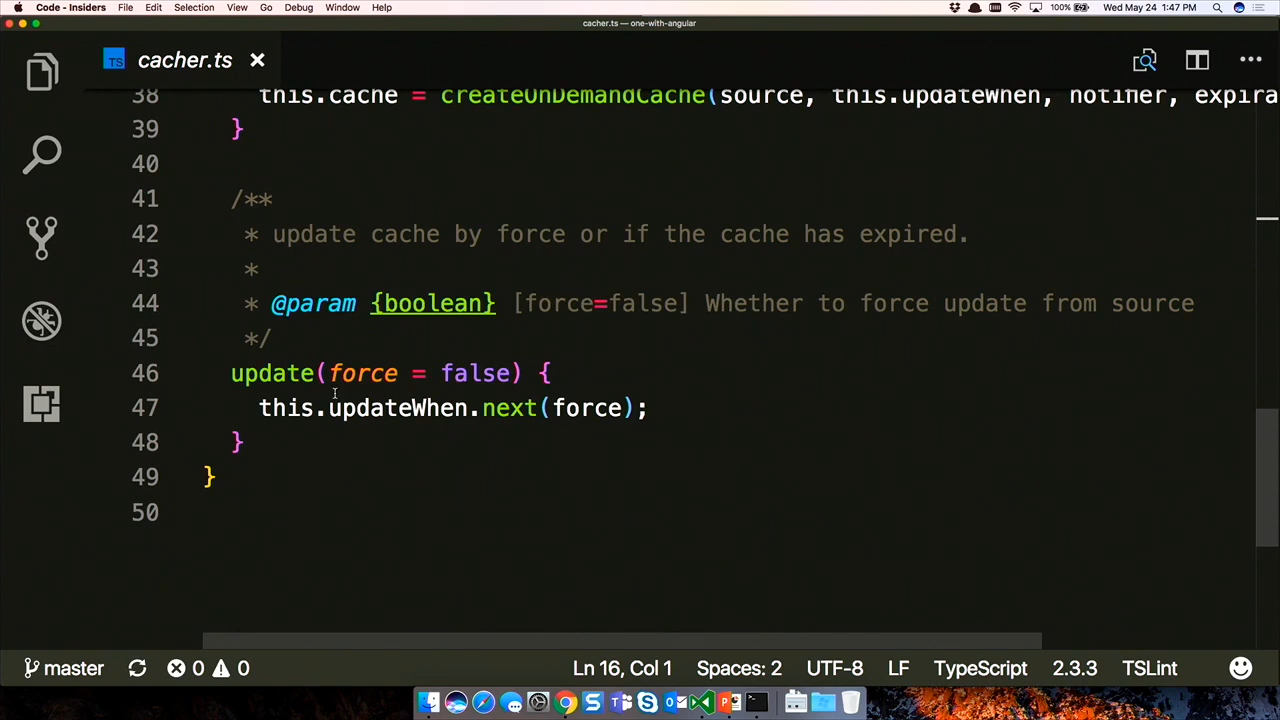 Code - Insiders File Edit Selection View Go Debug Window Help 100% Wed May 24 1:47 PM
cacher.ts — one-with-angular
TS cacher.ts
38 this.cache = createOnDemandCache(source, this.updateWhen, notifier, expira
39 }
40
41 /**
42 * update cache by force or if the cache has expired.
43 *
44 * @param {boolean} [force=false] Whether to force update from source
45 */
46 update(force = false) {
47 this.updateWhen.next(force);
48 }
49 }
50
master 0 0 Ln 16, Col 1 Spaces: 2 UTF-8 LF TypeScript 2.3.3 TSLint